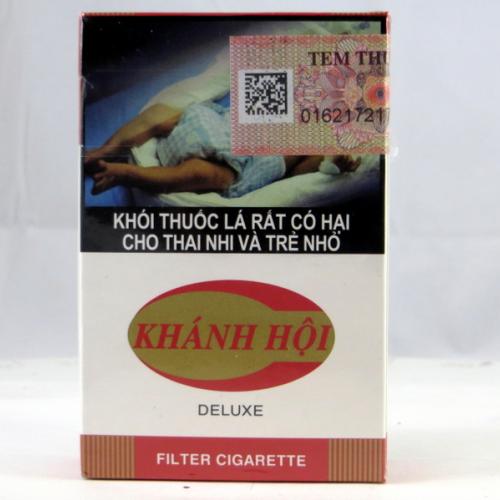 TEM THU
01621721
KHÓI THUỐC LÁ RẤT CÓ HẠI
CHO THAI NHI VÀ TRẺ NHỎ
KHÁNH HỘI
DELUXE
FILTER CIGARETTE